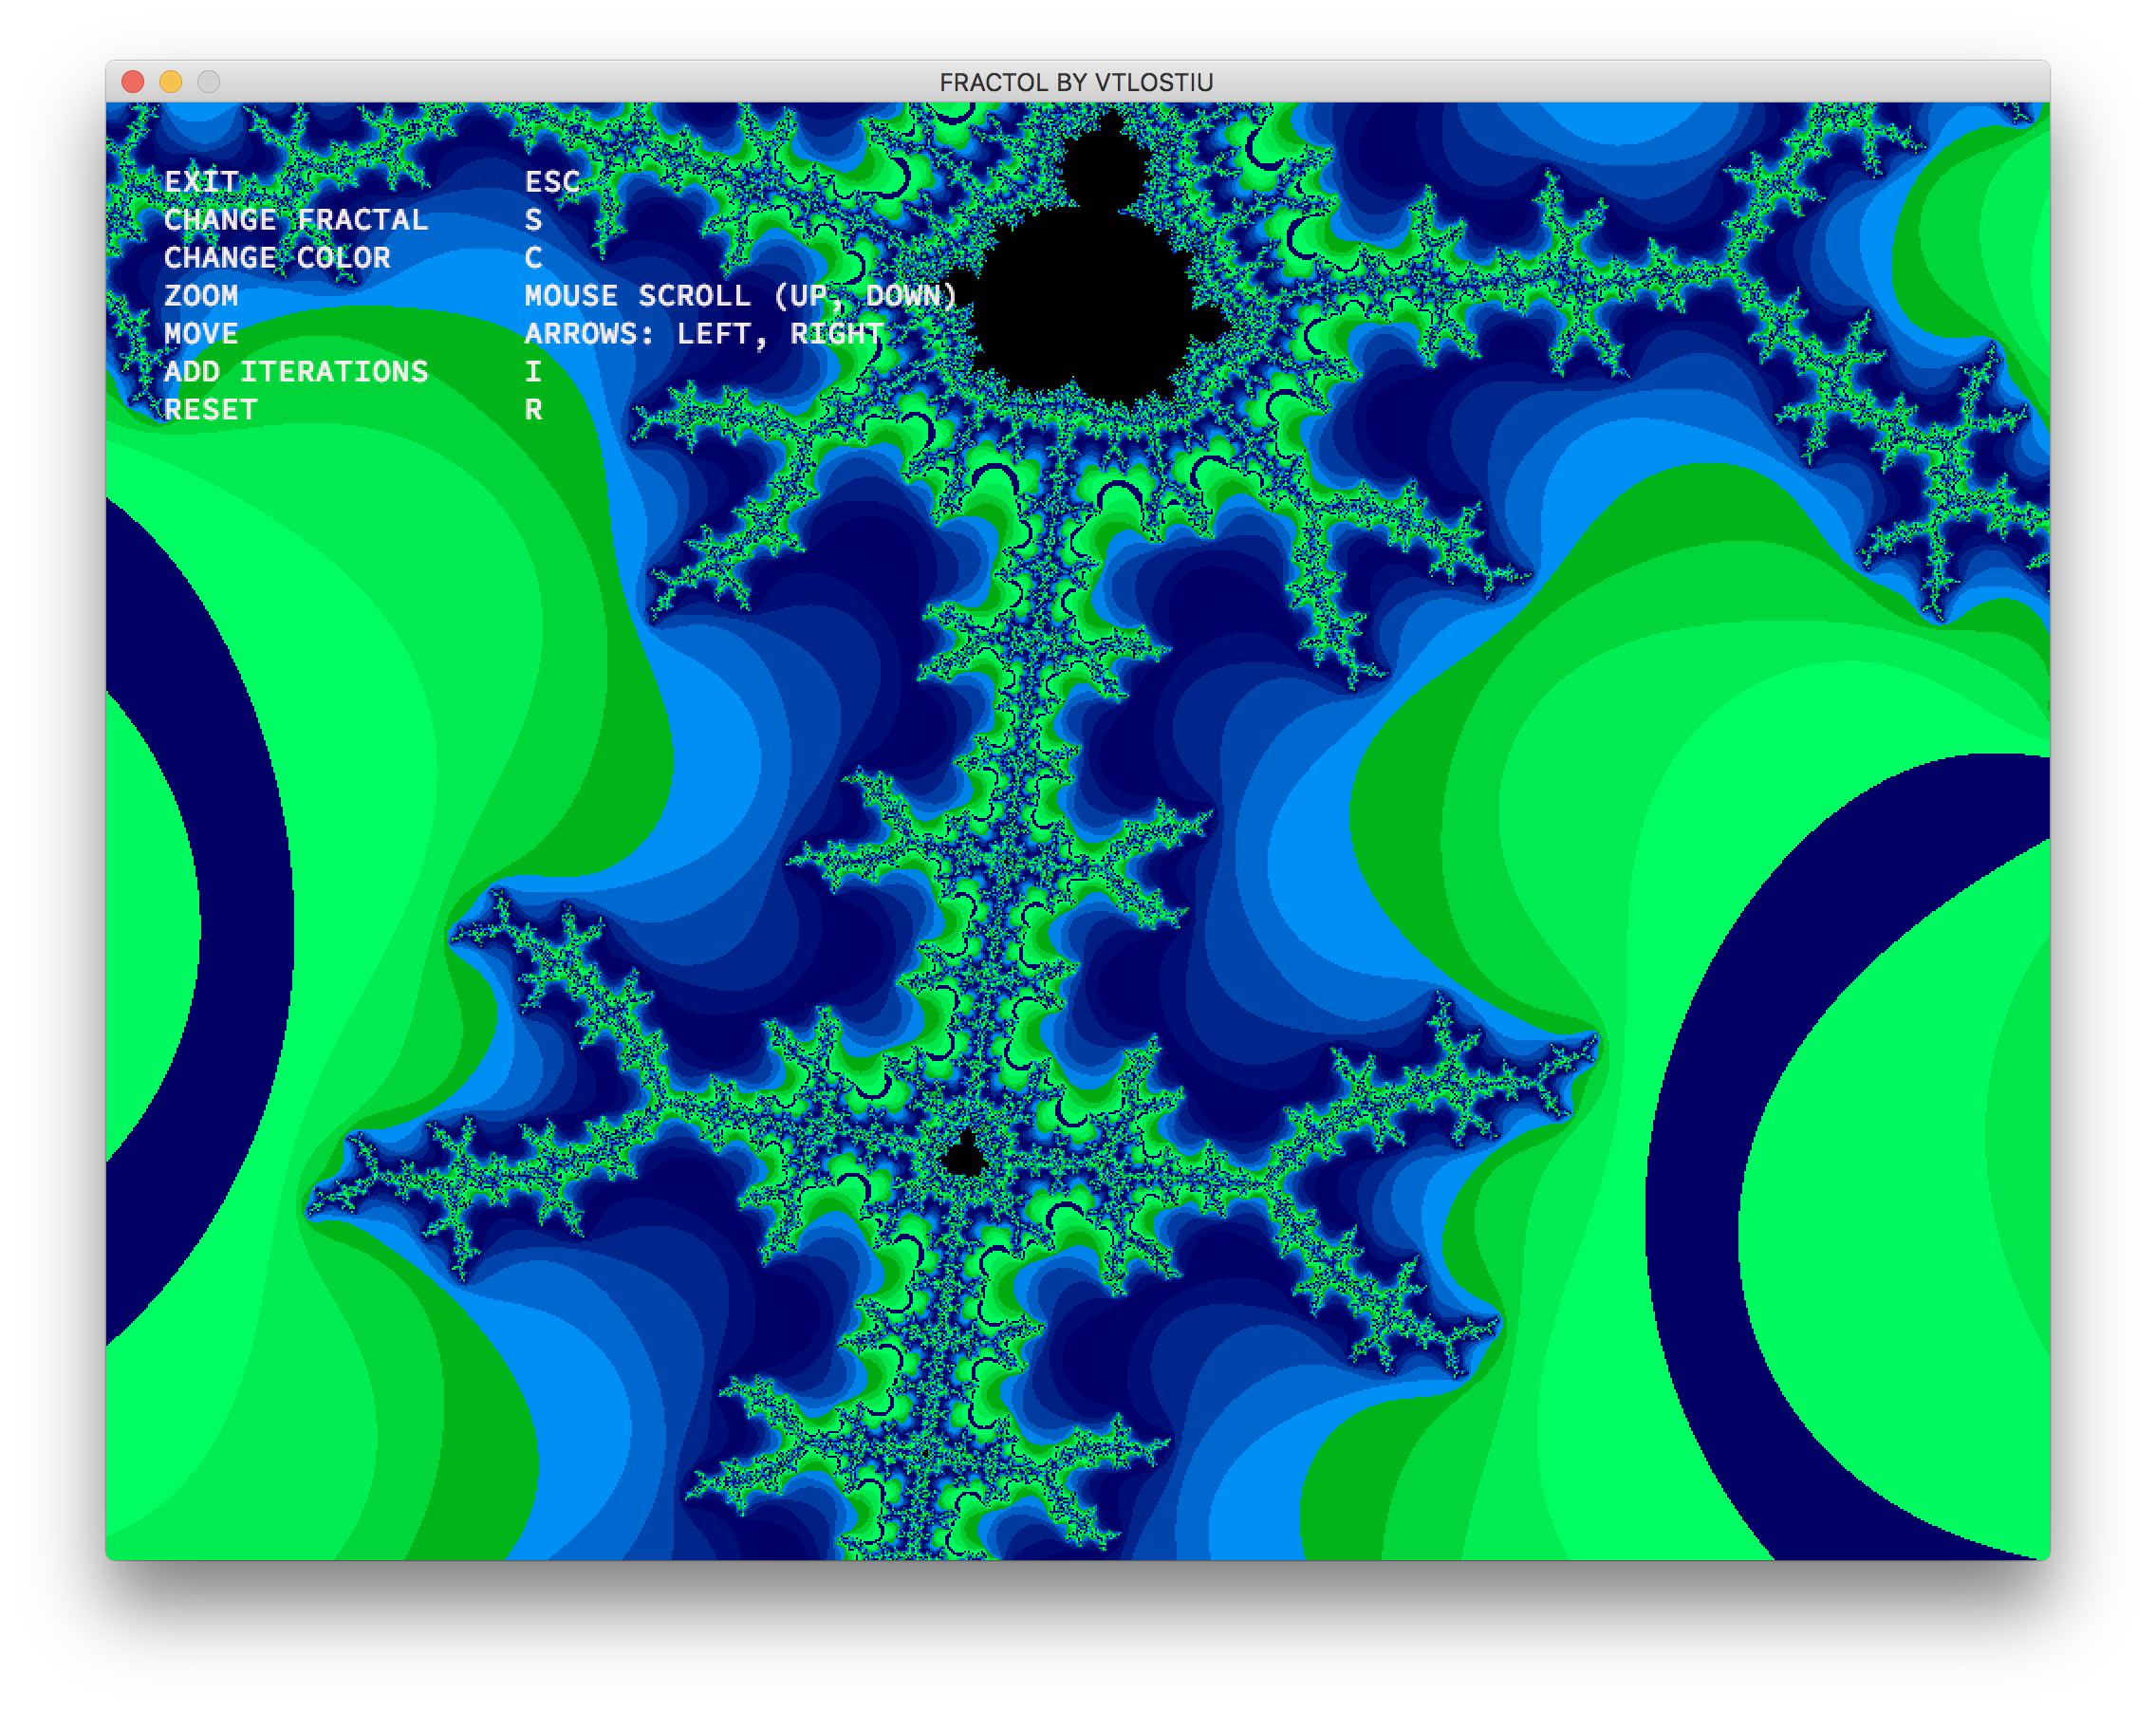 FRACTOL BY VTLOSTIU
EXIT ESC
CHANGE FRACTAL S
CHANGE COLOR C
ZOOM MOUSE SCROLL (UP, DOWN)
MOVE ARROWS: LEFT, RIGHT
ADD ITERATIONS I
RESET R